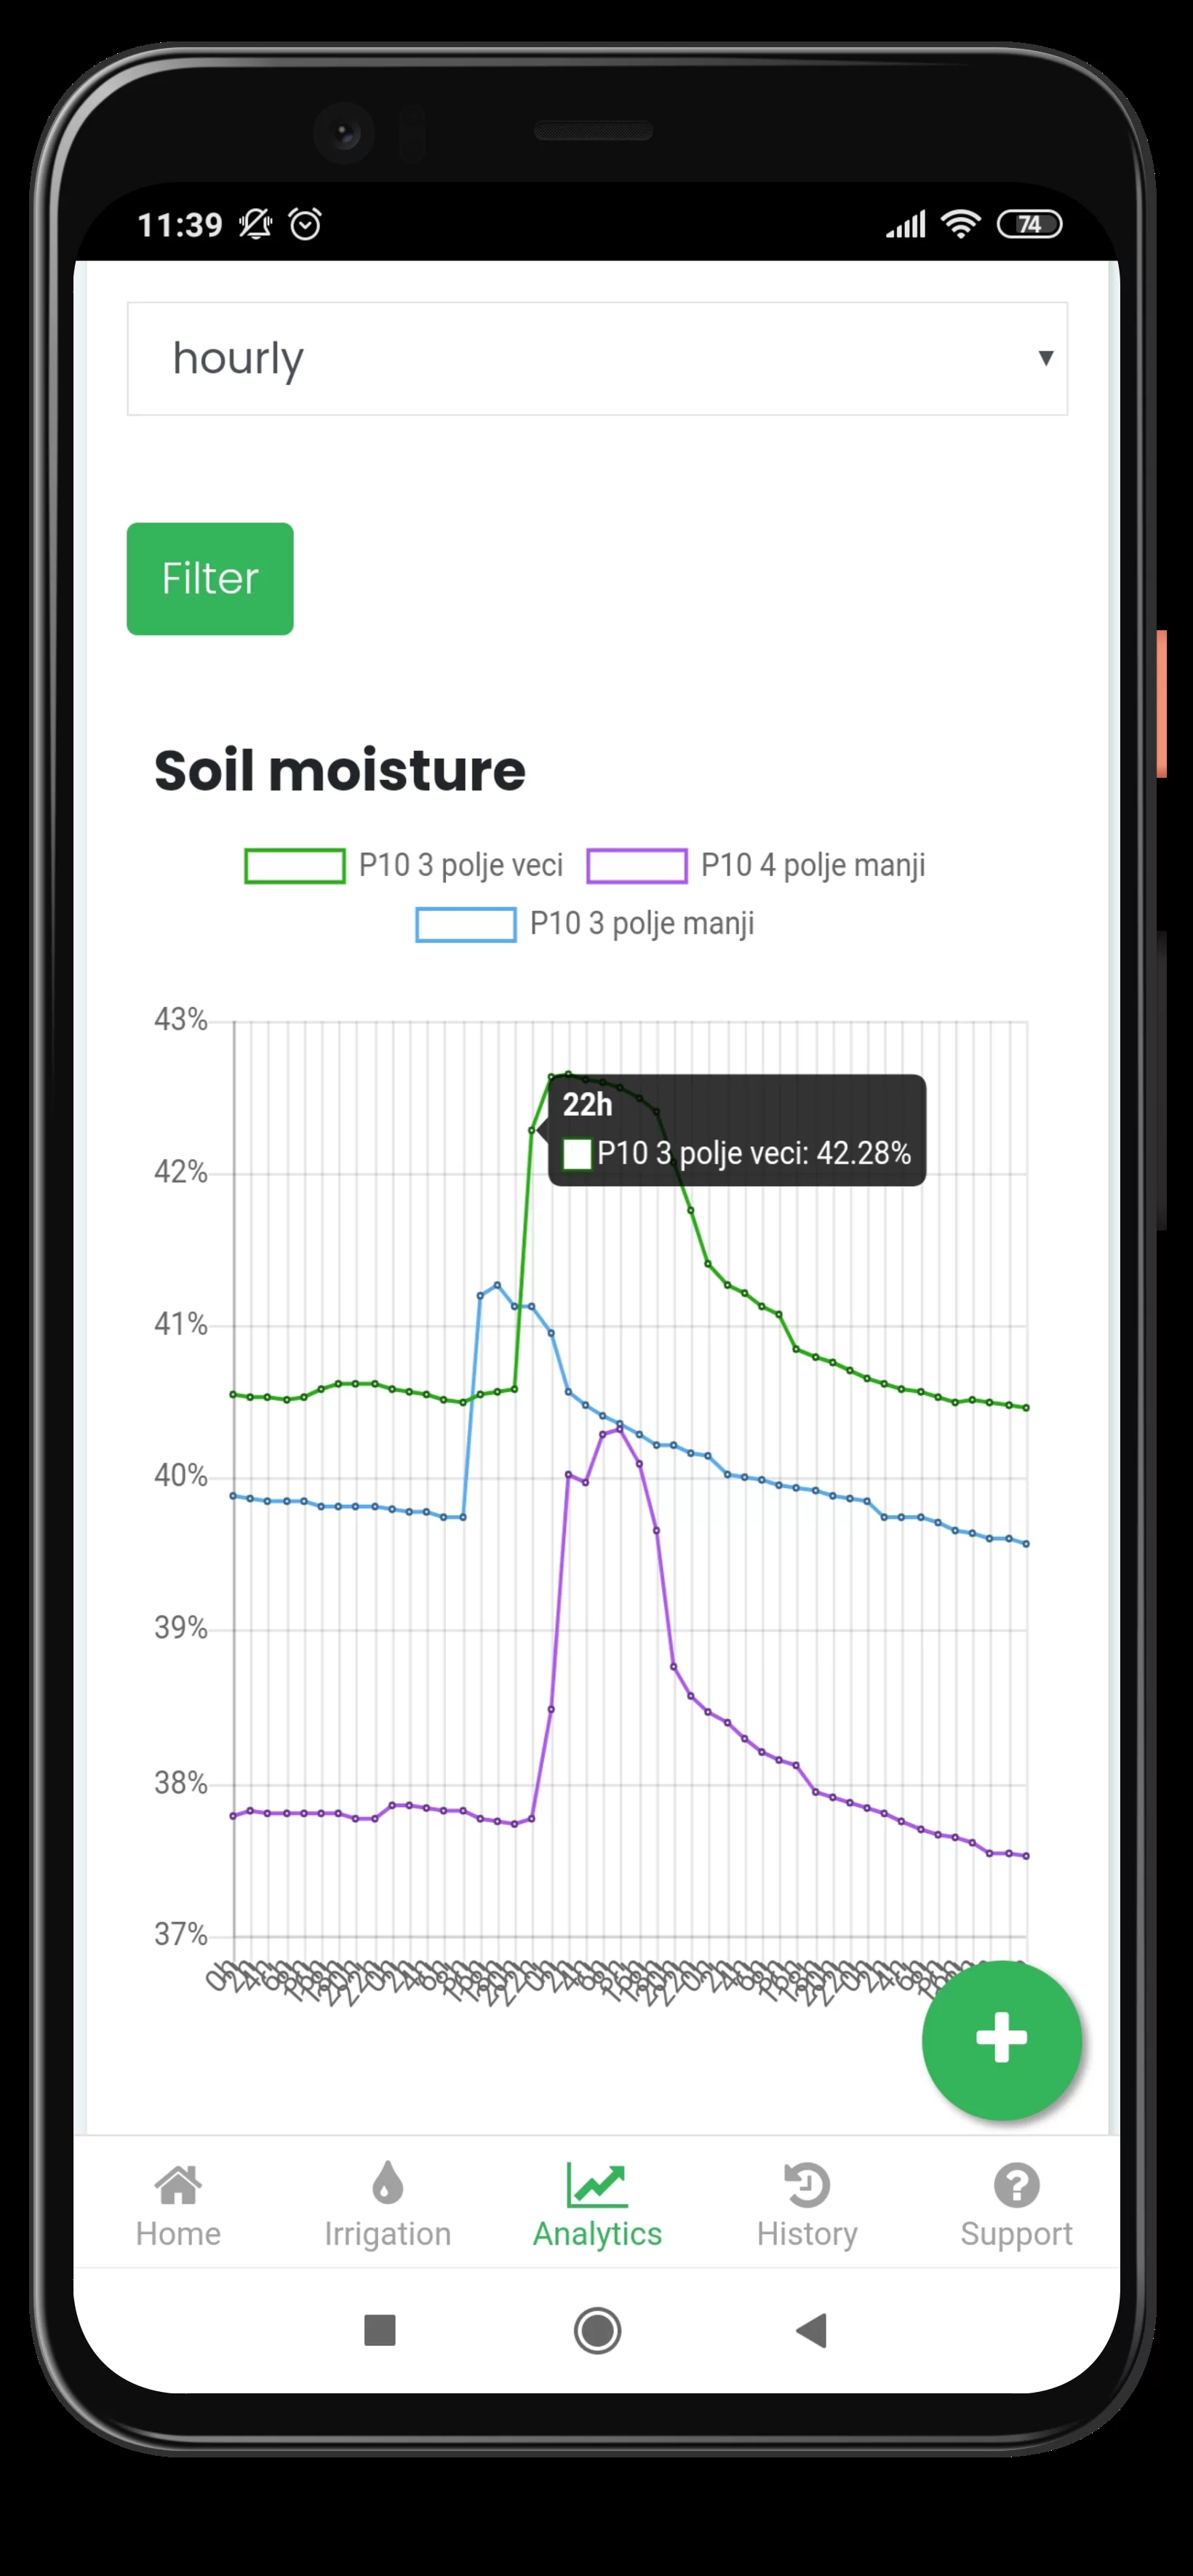 11:39
74
hourly
Filter
Soil moisture
P10 3 polje veci
P10 4 polje manji
P10 3 polje manji
43%
22h
P10 3 polje veci: 42.28%
42%
41%
40%
39%
38%
37%
Home
Irrigation
Analytics
History
Support